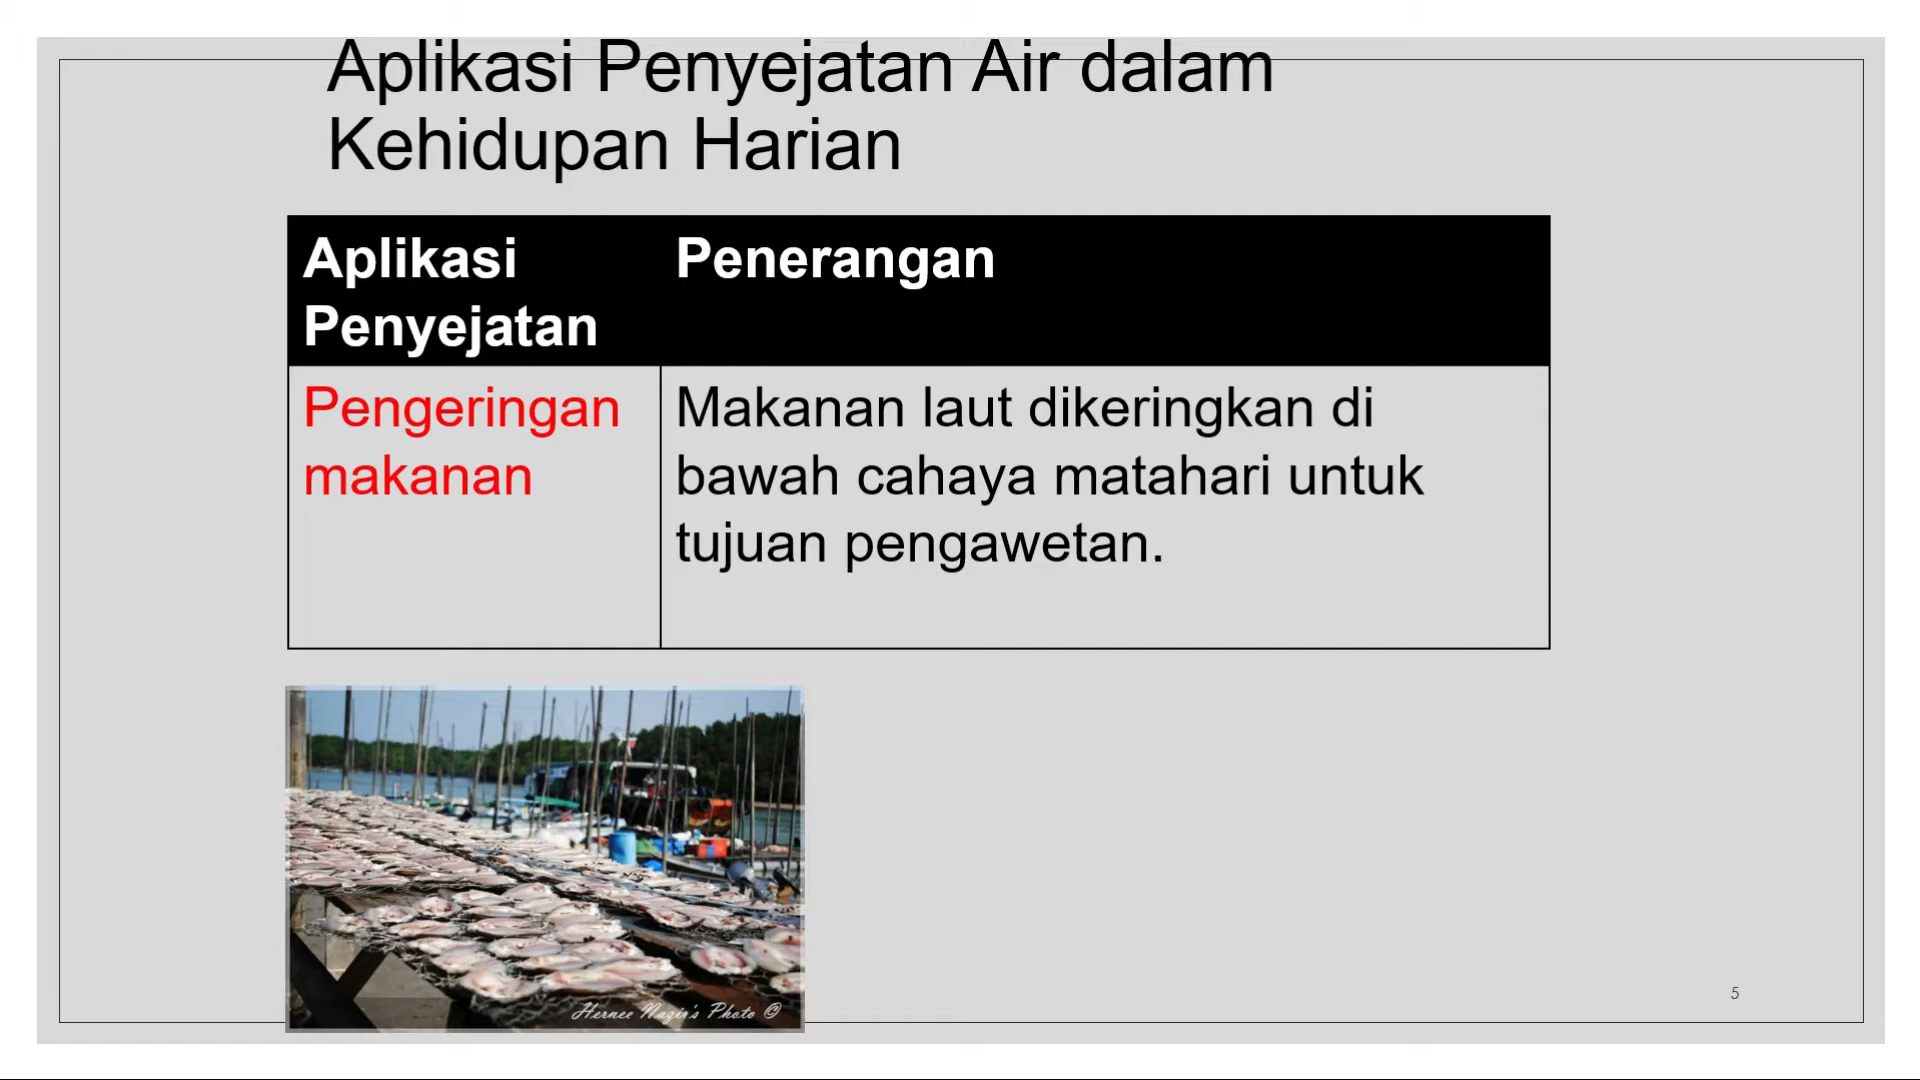 Aplikasi Penyejatan Air dalam
Kehidupan Harian
Aplikasi
Penyejatan
Penerangan
Pengeringan
makanan
Makanan laut dikeringkan di
bawah cahaya matahari untuk
tujuan pengawetan.
Hernee Nazir's Photo ©
5